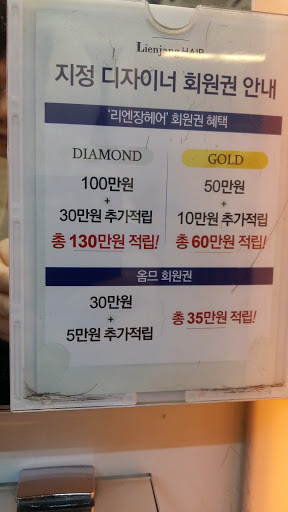 Lienjang HAIR
지정 디자이너 회원권 안내
'리엔장헤어' 회원권 혜택
DIAMOND
100만원
+
30만원 추가적립
총 130만원 적립!
GOLD
50만원
+
10만원 추가적립
총 60만원 적립!
옴므 회원권
30만원
+
5만원 추가적립
총 35만원 적립!